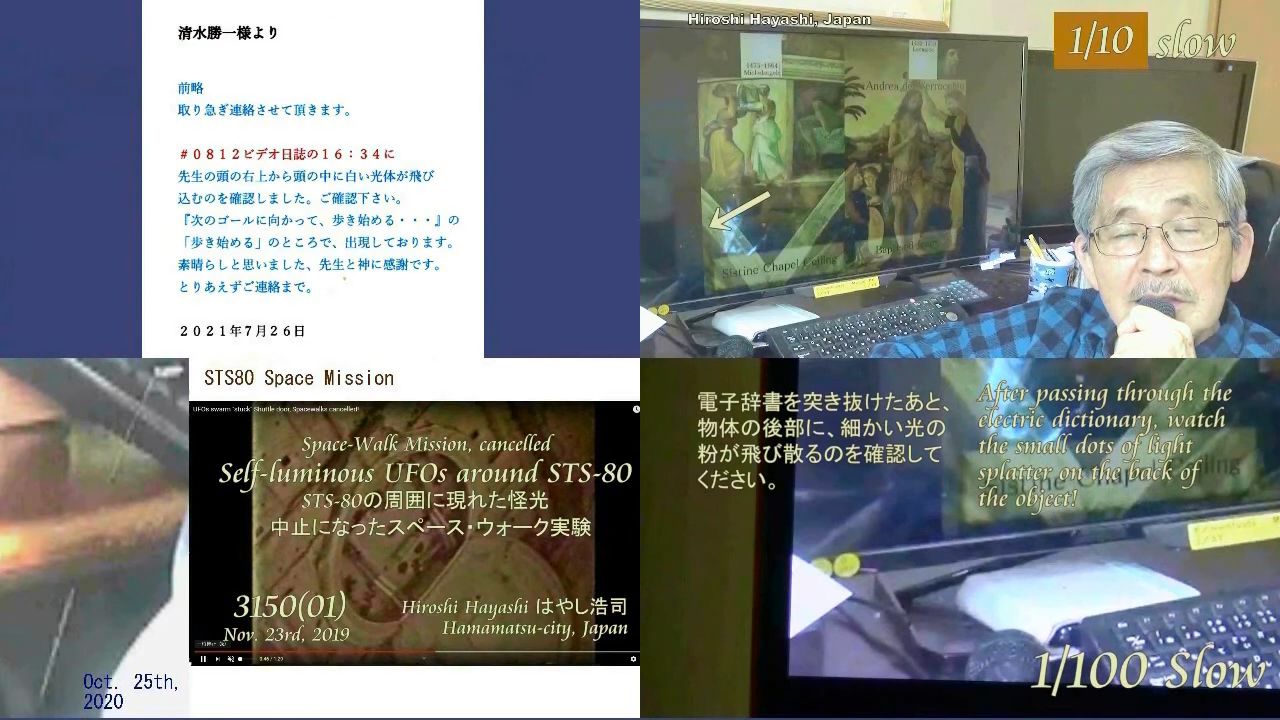 清水勝一様より
前略
取り急ぎ連絡させて頂きます。
＃０８１２ビデオ日誌の１６：３４に
先生の頭の右上から頭の中に白い光体が飛び
込むのを確認しました。ご確認下さい。
『次のゴールに向かって、歩き始める・・・』の
「歩き始める」のところで、出現しております。
素晴らしと思いました、先生と神に感謝です。
とりあえずご連絡まで。
２０２１年７月２６日
Hiroshi Hayashi, Japan
1/10 slow
1475-1564
Michelangelo
Andrea del Verrocchio
Sistine Chapel Ceiling
STS80 Space Mission
UFOs swarm "stuck" Shuttle door, Spacewalks cancelled!
Space-Walk Mission, cancelled
Self-luminous UFOs around STS-80
STS-80の周囲に現れた怪光
中止になったスペース・ウォーク実験
3150(01)
Nov. 23rd, 2019
Hiroshi Hayashi はやし浩司
Hamamatsu-city, Japan
0:46 / 1:29
Oct. 25th,
2020
電子辞書を突き抜けたあと、
物体の後部に、細かい光の
粉が飛び散るのを確認して
ください。
After passing through the
electric dictionary, watch
the small dots of light
splatter on the back of
the object!
1/100 Slow